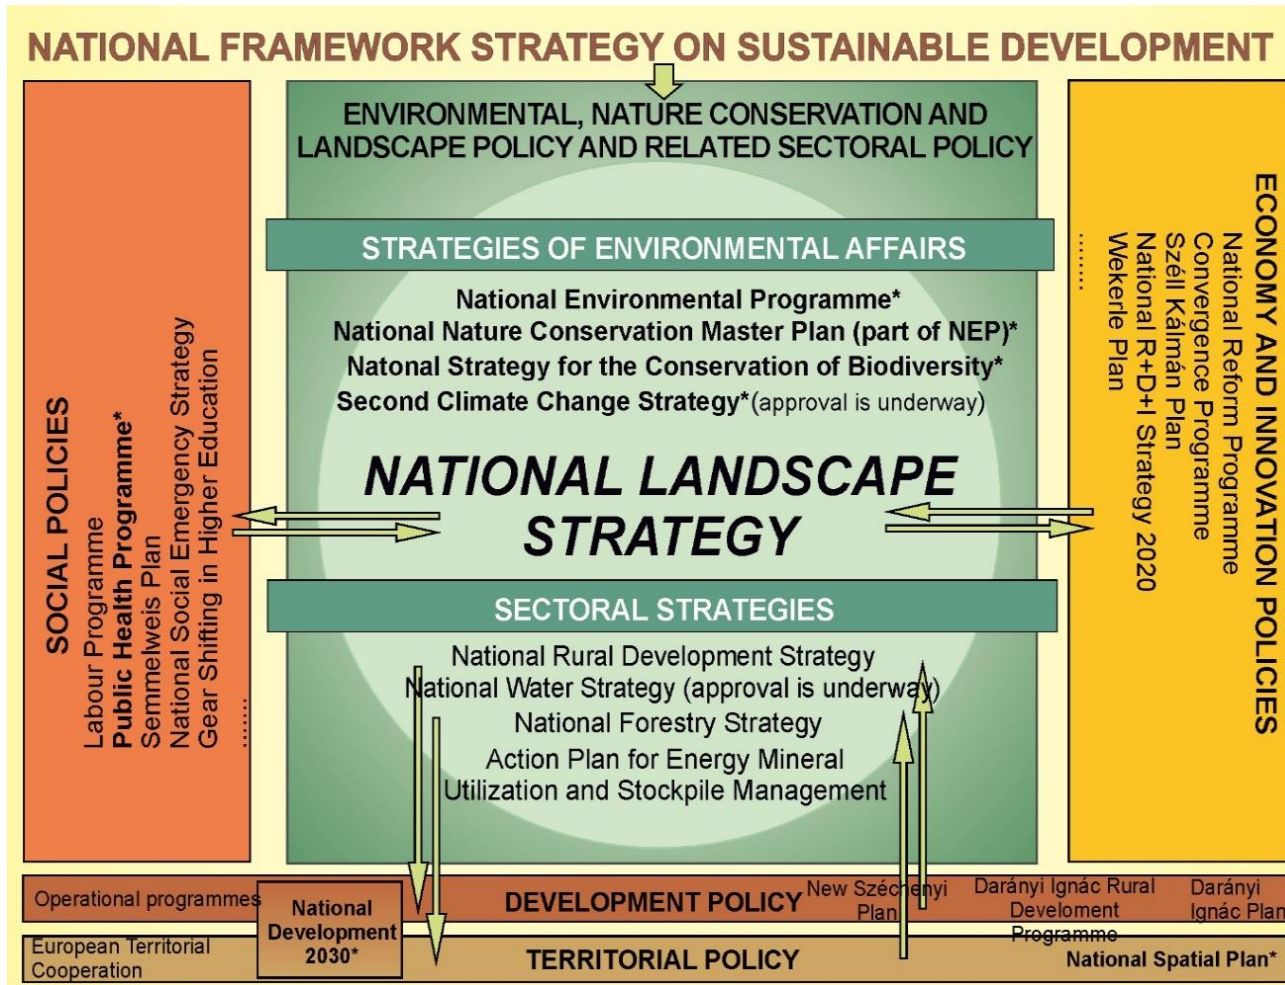 NATIONAL FRAMEWORK STRATEGY ON SUSTAINABLE DEVELOPMENT
ENVIRONMENTAL, NATURE CONSERVATION AND
LANDSCAPE POLICY AND RELATED SECTORAL POLICY
STRATEGIES OF ENVIRONMENTAL AFFAIRS
National Environmental Programme*
National Nature Conservation Master Plan (part of NEP)*
Natonal Strategy for the Conservation of Biodiversity*
Second Climate Change Strategy* (approval is underway)
NATIONAL LANDSCAPE
STRATEGY
SECTORAL STRATEGIES
National Rural Development Strategy
National Water Strategy (approval is underway)
National Forestry Strategy
Action Plan for Energy Mineral
Utilization and Stockpile Management
SOCIAL POLICIES
Labour Programme
Public Health Programme*
Semmelweis Plan
National Social Emergency Strategy
Gear Shifting in Higher Education
.......
ECONOMY AND INNOVATION POLICIES
National Reform Programme
Convergence Programme
Széll Kálmán Plan
National R+D+I Strategy 2020
Wekerle Plan
........
Operational programmes
National
Development
2030*
DEVELOPMENT POLICY
New Széchenyi
Plan
Darányi Ignác Rural
Develoment
Programme
Darányi
Ignác Plan
European Territorial
Cooperation
TERRITORIAL POLICY
National Spatial Plan*